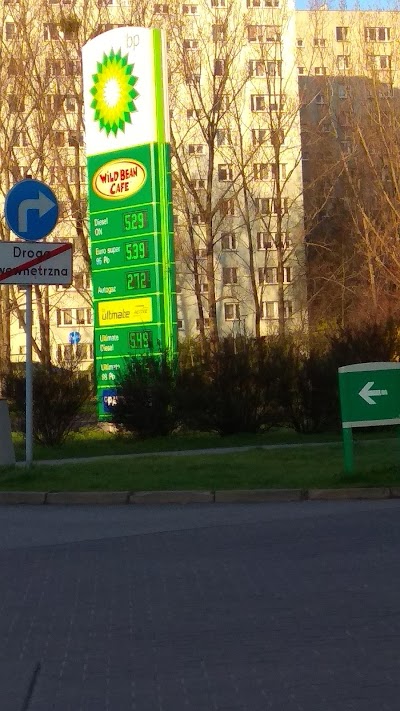 bp
WiLD BEAN
CAFE
Diesel
ON
5.29
Euro super
95 Pb
5.39
Autogaz
2.72
ultimate
Ultimate
Diesel
5.49
Droga
wewnętrzna